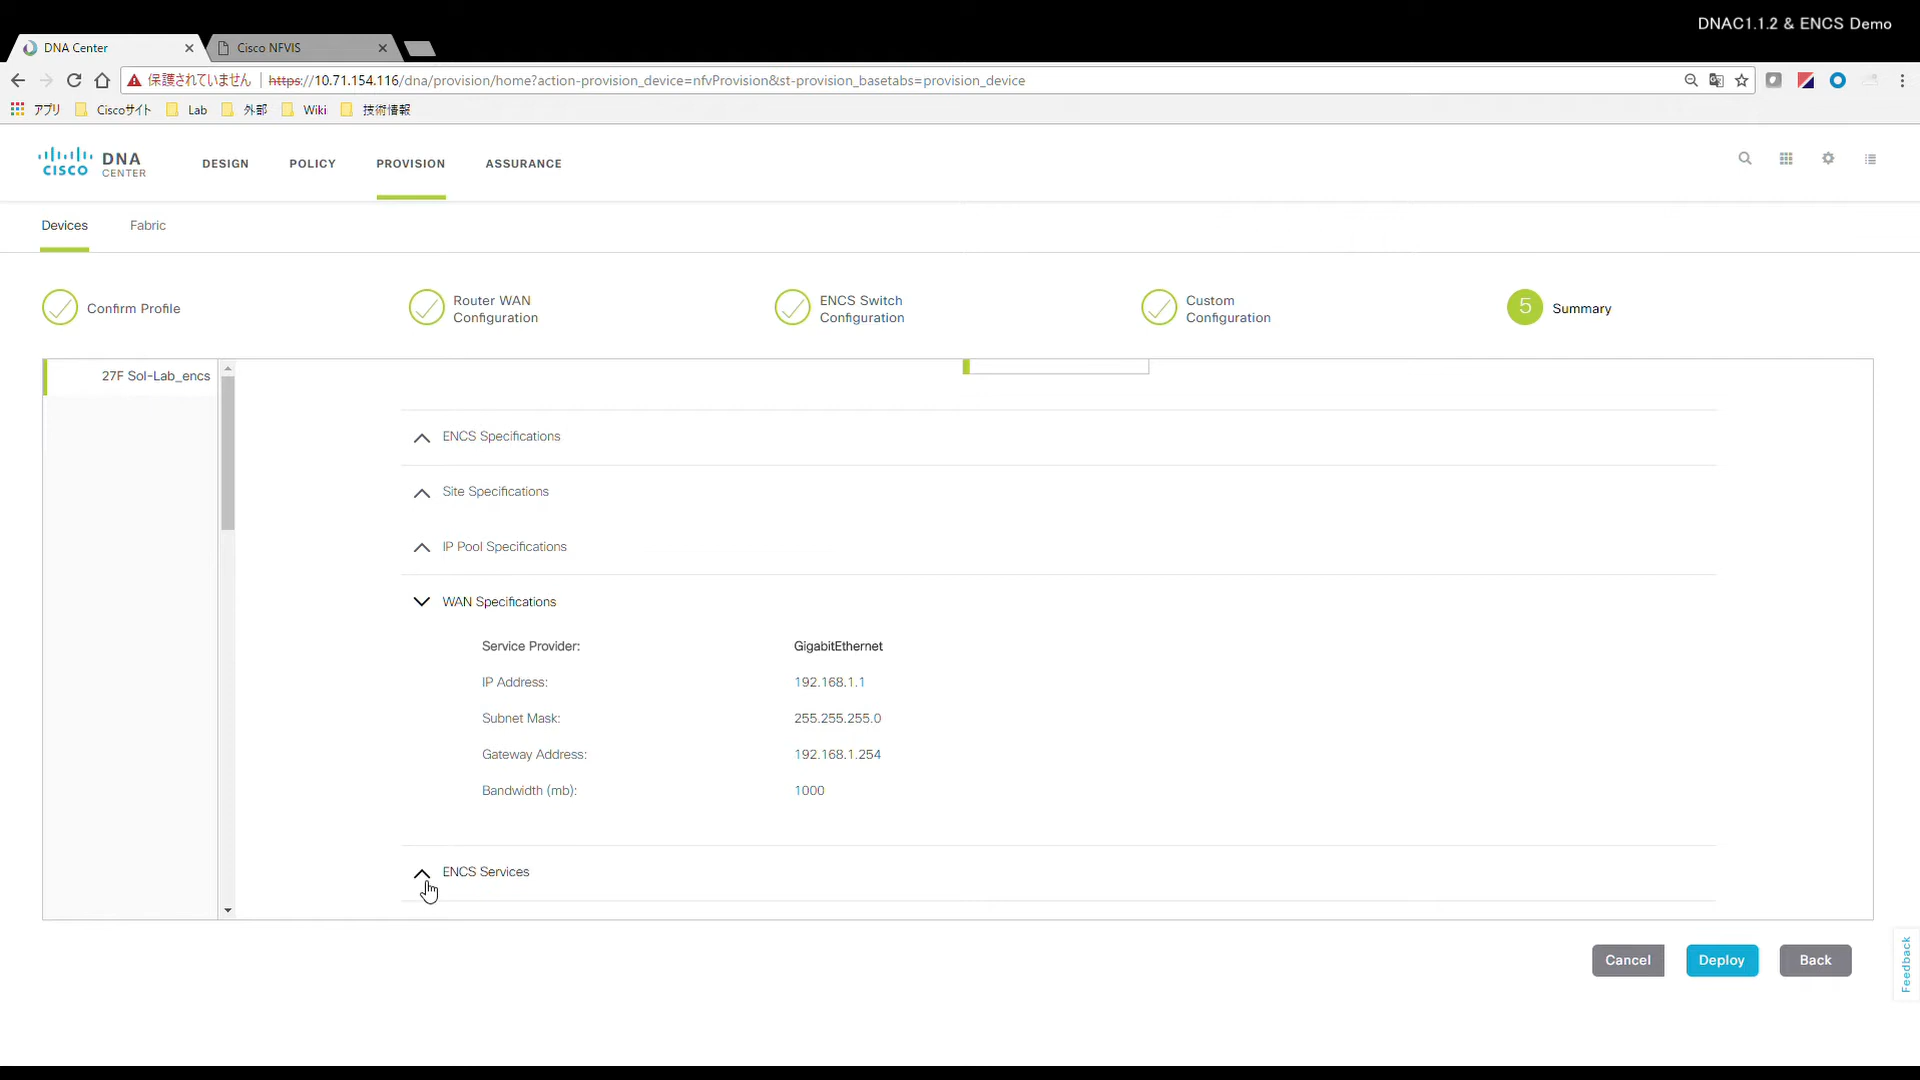 DNAC1.1.2 & ENCS Demo
DNA Center
Cisco NFVIS
保護されていません https://10.71.154.116/dna/provision/home?action-provision_device=nfvProvision&st-provision_basetabs=provision_device
アプリ Ciscoサイト Lab 外部 Wiki 技術情報
CISCO DNA CENTER
DESIGN POLICY PROVISION ASSURANCE
Devices Fabric
Confirm Profile
Router WAN
Configuration
ENCS Switch
Configuration
Custom
Configuration
5 Summary
27F Sol-Lab_encs
ENCS Specifications
Site Specifications
IP Pool Specifications
WAN Specifications
Service Provider: GigabitEthernet
IP Address: 192.168.1.1
Subnet Mask: 255.255.255.0
Gateway Address: 192.168.1.254
Bandwidth (mb): 1000
ENCS Services
Cancel Deploy Back
Feedback